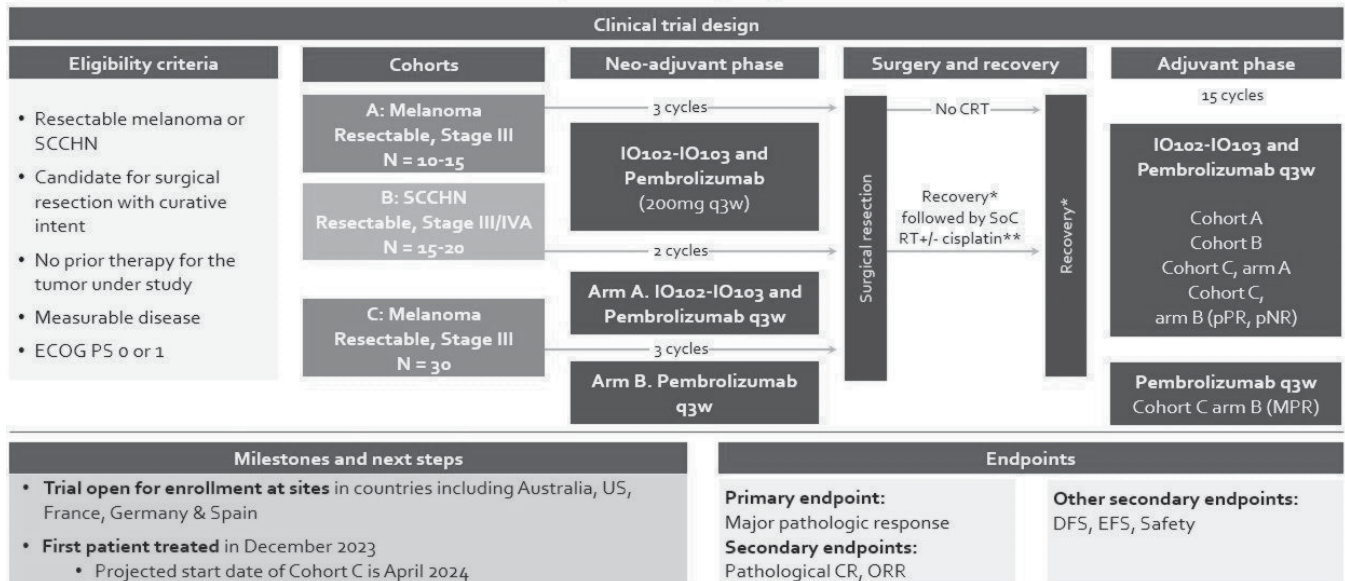 Clinical trial design
Eligibility criteria
• Resectable melanoma or
SCCHN
• Candidate for surgical
resection with curative
intent
• No prior therapy for the
tumor under study
• Measurable disease
• ECOG PS 0 or 1
Cohorts
A: Melanoma
Resectable, Stage III
N = 10-15
B: SCCHN
Resectable, Stage III/IVA
N = 15-20
C: Melanoma
Resectable, Stage III
N = 30
Neo-adjuvant phase
3 cycles
IO102-IO103 and
Pembrolizumab
(200mg q3w)
2 cycles
Arm A. IO102-IO103 and
Pembrolizumab q3w
3 cycles
Arm B. Pembrolizumab
q3w
Surgery and recovery
Surgical resection
No CRT
Recovery*
followed by SoC
RT+/- cisplatin**
Recovery*
Adjuvant phase
15 cycles
IO102-IO103 and
Pembrolizumab q3w
Cohort A
Cohort B
Cohort C, arm A
Cohort C,
arm B (pPR, pNR)
Pembrolizumab q3w
Cohort C arm B (MPR)
Milestones and next steps
• Trial open for enrollment at sites in countries including Australia, US,
France, Germany & Spain
• First patient treated in December 2023
• Projected start date of Cohort C is April 2024
Endpoints
Primary endpoint:
Major pathologic response
Secondary endpoints:
Pathological CR, ORR
Other secondary endpoints:
DFS, EFS, Safety